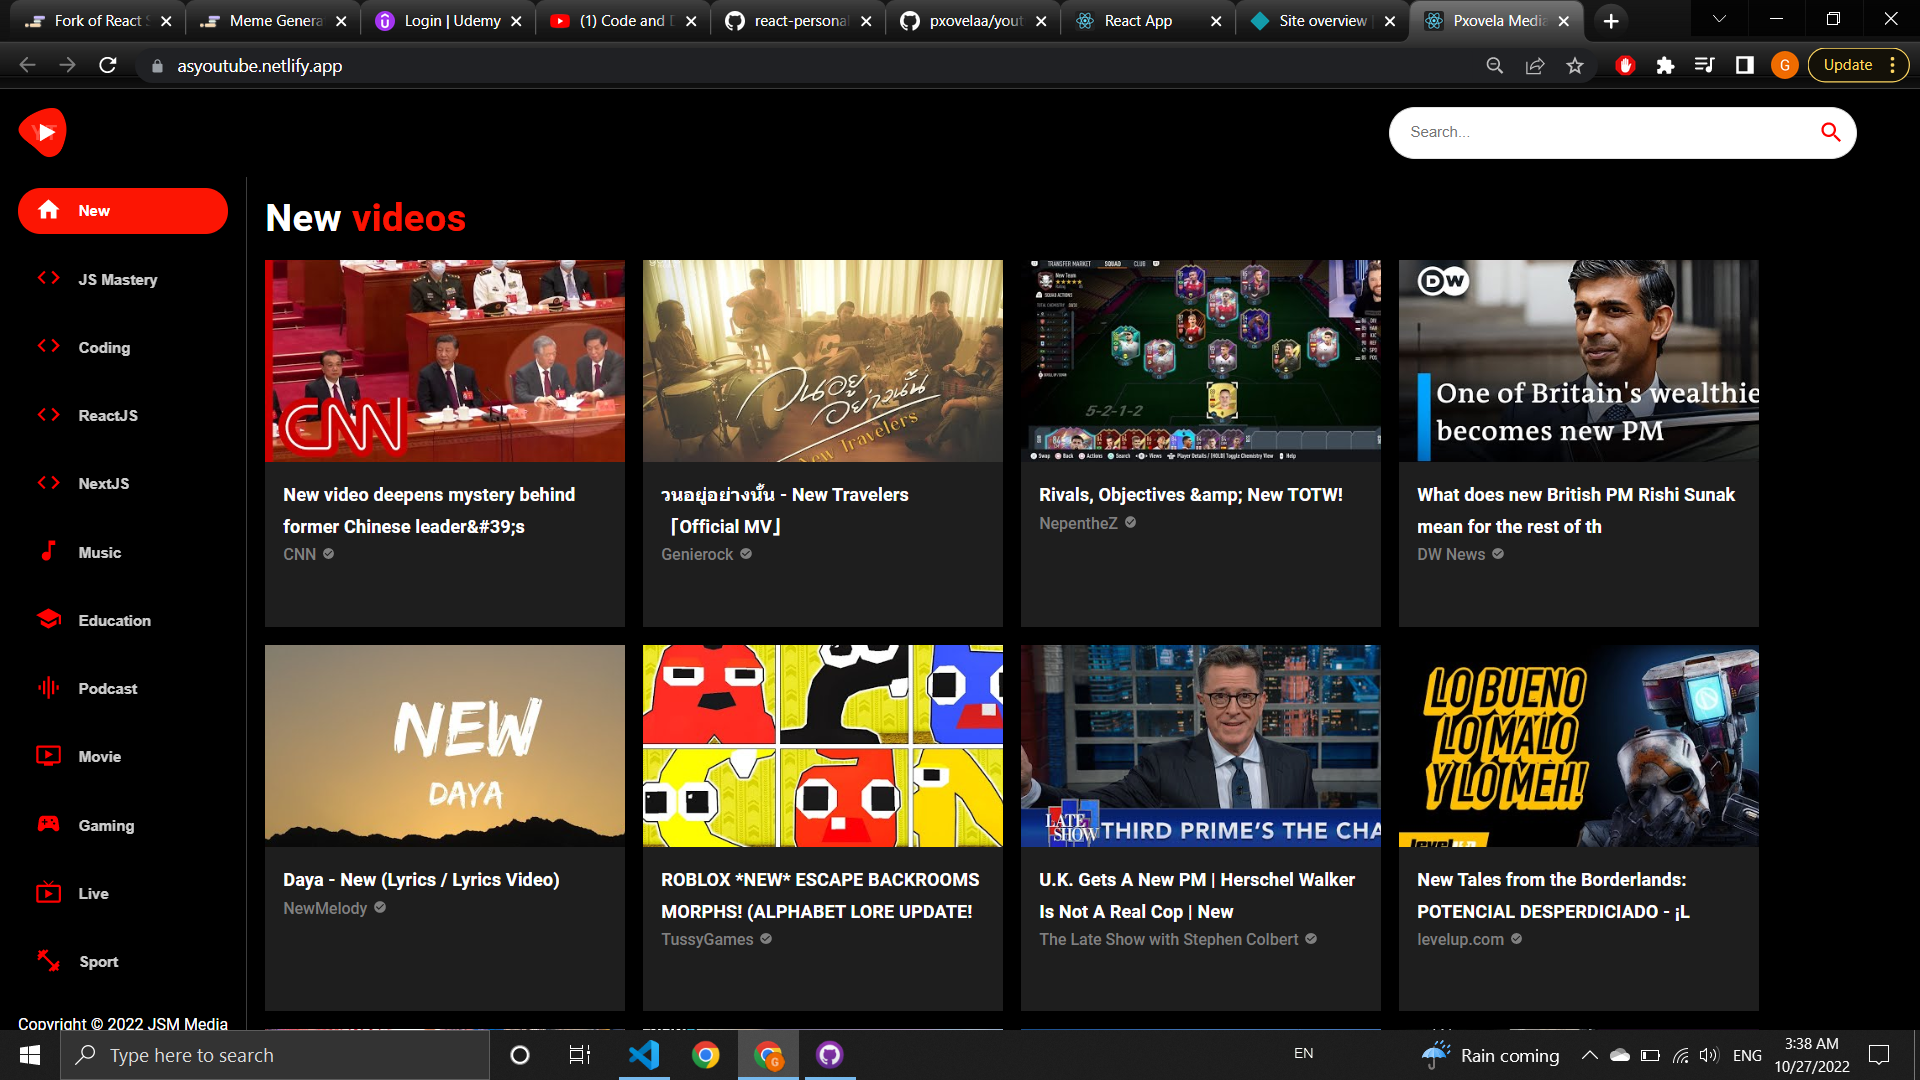 Fork of React S
Meme Genera
Login | Udemy
(1) Code and D
react-personal
pxovelaa/yout
React App
Site overview
Pxovela Media
asyoutube.netlify.app
G
Update
Search...
New
JS Mastery
Coding
ReactJS
NextJS
Music
Education
Podcast
Movie
Gaming
Live
Sport
Copyright © 2022 JSM Media
New videos
CNN
New video deepens mystery behind
former Chinese leader&#39;s
CNN
วนอยู่อย่างนั้น
New Travelers
วนอยู่อย่างนั้น - New Travelers
「Official MV」
Genierock
TRANSFER MARKET SQUAD CLUB
New Team
5-2-1-2
Rivals, Objectives &amp; New TOTW!
NepentheZ
DW
One of Britain's wealthie
becomes new PM
What does new British PM Rishi Sunak
mean for the rest of th
DW News
NEW
DAYA
Daya - New (Lyrics / Lyrics Video)
NewMelody
ROBLOX *NEW* ESCAPE BACKROOMS
MORPHS! (ALPHABET LORE UPDATE!
TussyGames
LATE
SHOW
THIRD PRIME'S THE CHA
U.K. Gets A New PM | Herschel Walker
Is Not A Real Cop | New
The Late Show with Stephen Colbert
LO BUENO
LO MALO
Y LO MEH!
New Tales from the Borderlands:
POTENCIAL DESPERDICIADO - ¡L
levelup.com
Type here to search
G
EN
Rain coming
ENG
3:38 AM
10/27/2022